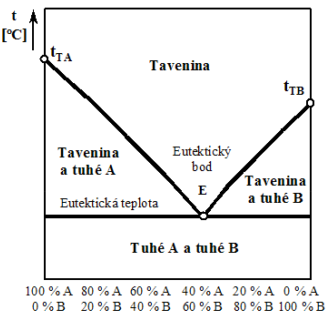 t
[ºC]
tTA
Tavenina
tTB
Tavenina
a tuhé A
Eutektický
bod
E
Tavenina
a tuhé B
Eutektická teplota
Tuhé A a tuhé B
100 % A 80 % A 60 % A 40 % A 20 % A 0 % A
0 % B 20 % B 40 % B 60 % B 80 % B 100 % B